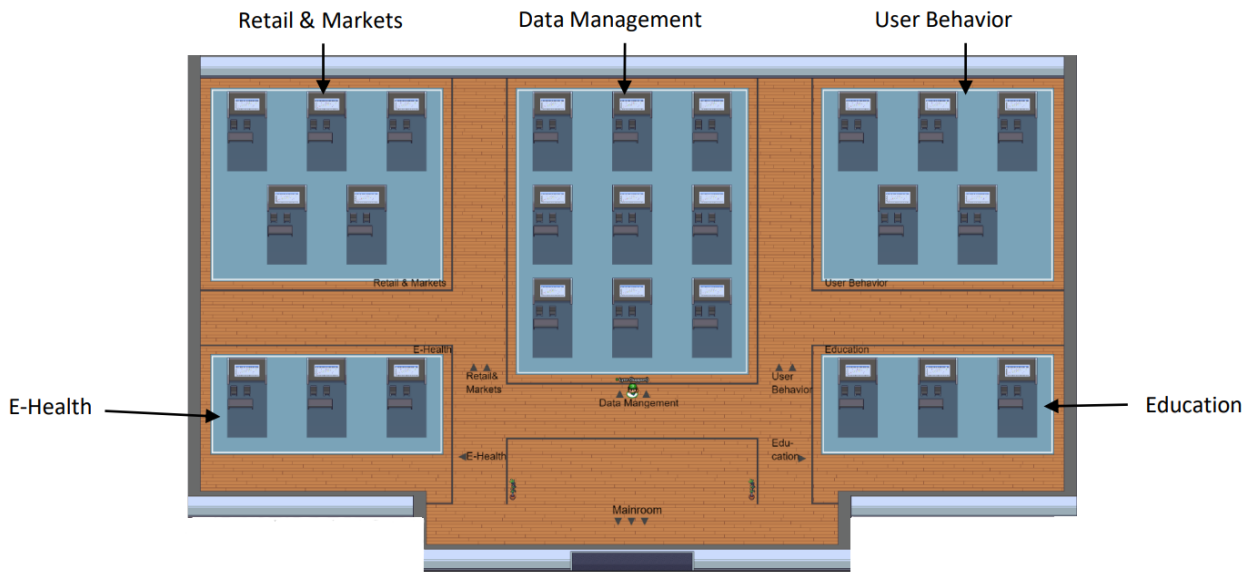 Retail & Markets
Data Management
User Behavior
Retail & Markets
User Behavior
E-Health
Education
Retail&
Markets
User
Behavior
Data Mangement
E-Health
Education
E-Health
Edu-
cation
Mainroom